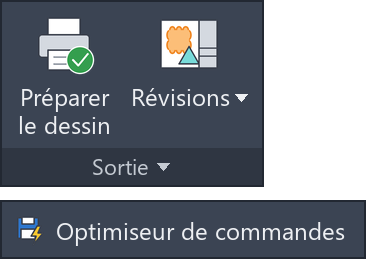 Préparer
le dessin
Révisions
Sortie
Optimiseur de commandes